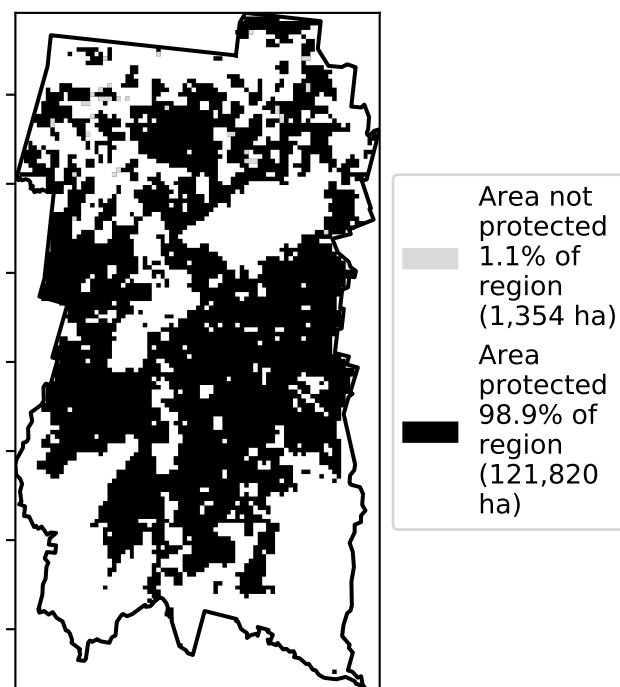 Area not
protected
1.1% of
region
(1,354 ha)
Area
protected
98.9% of
region
(121,820
ha)